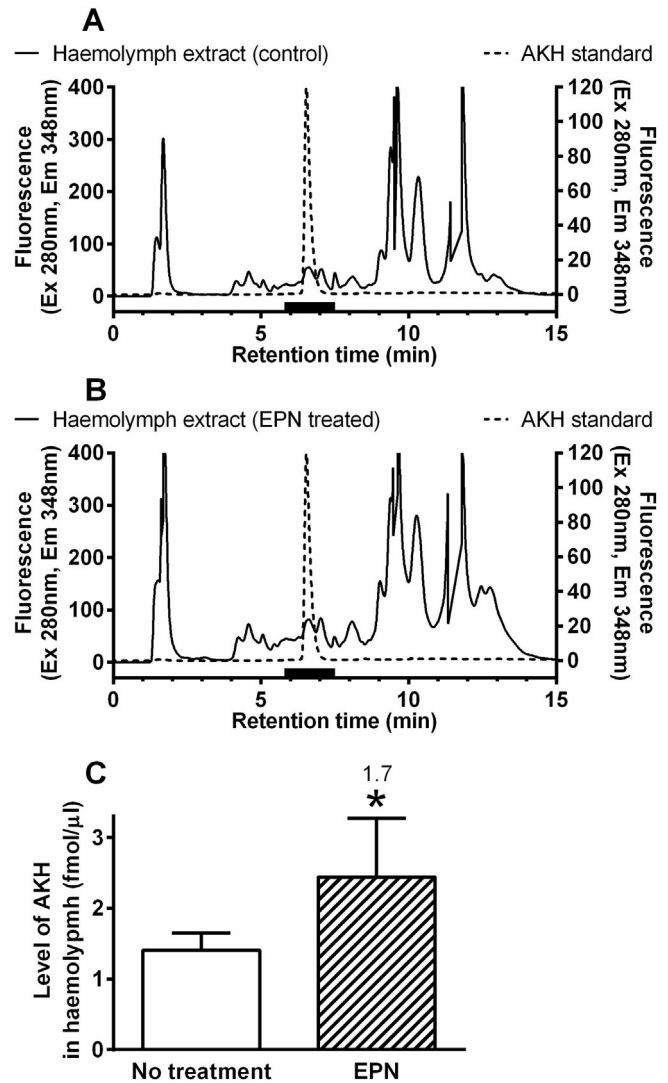 A
Haemolymph extract (control) AKH standard
Fluorescence
(Ex 280nm, Em 348nm)
400
300
200
100
0
120
100
80
60
40
20
0
Fluorescence
(Ex 280nm, Em 348nm)
0 5 10 15
Retention time (min)
B
Haemolymph extract (EPN treated) AKH standard
Fluorescence
(Ex 280nm, Em 348nm)
400
300
200
100
0
120
100
80
60
40
20
0
Fluorescence
(Ex 280nm, Em 348nm)
0 5 10 15
Retention time (min)
C
1.7
*
Level of AKH
in haemolypmh (fmol/μl)
3
2
1
0
No treatment EPN